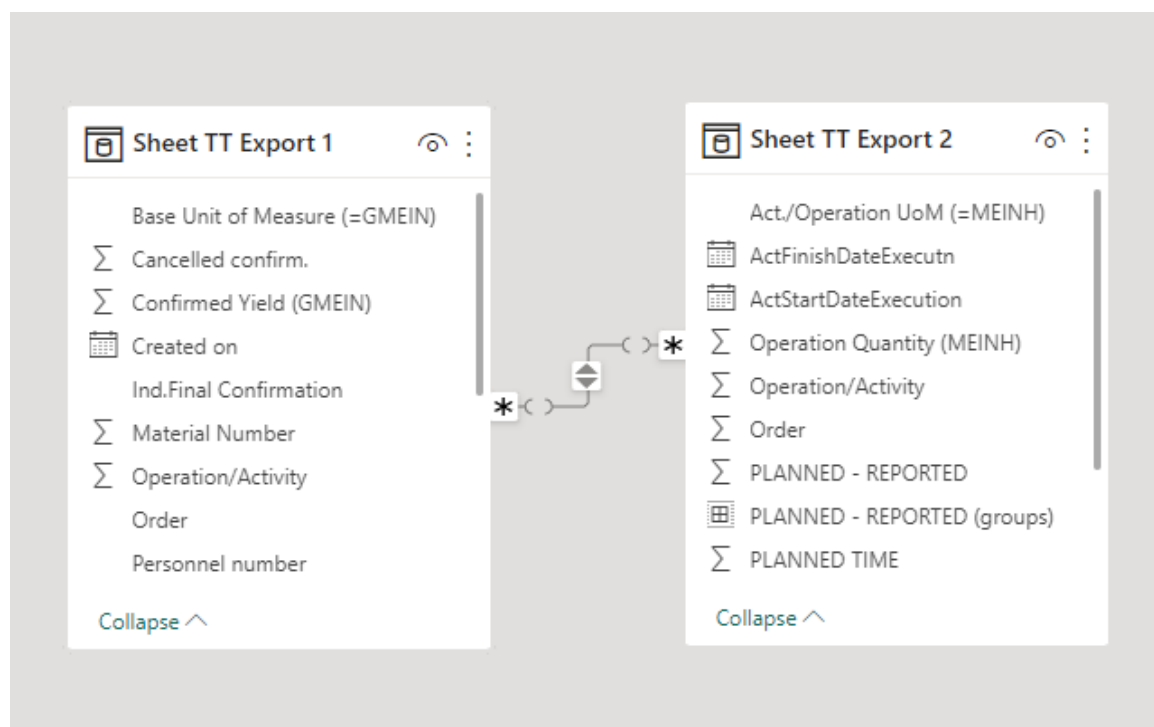 Sheet TT Export 1
Base Unit of Measure (=GMEIN)
Cancelled confirm.
Confirmed Yield (GMEIN)
Created on
Ind.Final Confirmation
Material Number
Operation/Activity
Order
Personnel number
Collapse
Sheet TT Export 2
Act./Operation UoM (=MEINH)
ActFinishDateExecutn
ActStartDateExecution
Operation Quantity (MEINH)
Operation/Activity
Order
PLANNED - REPORTED
PLANNED - REPORTED (groups)
PLANNED TIME
Collapse